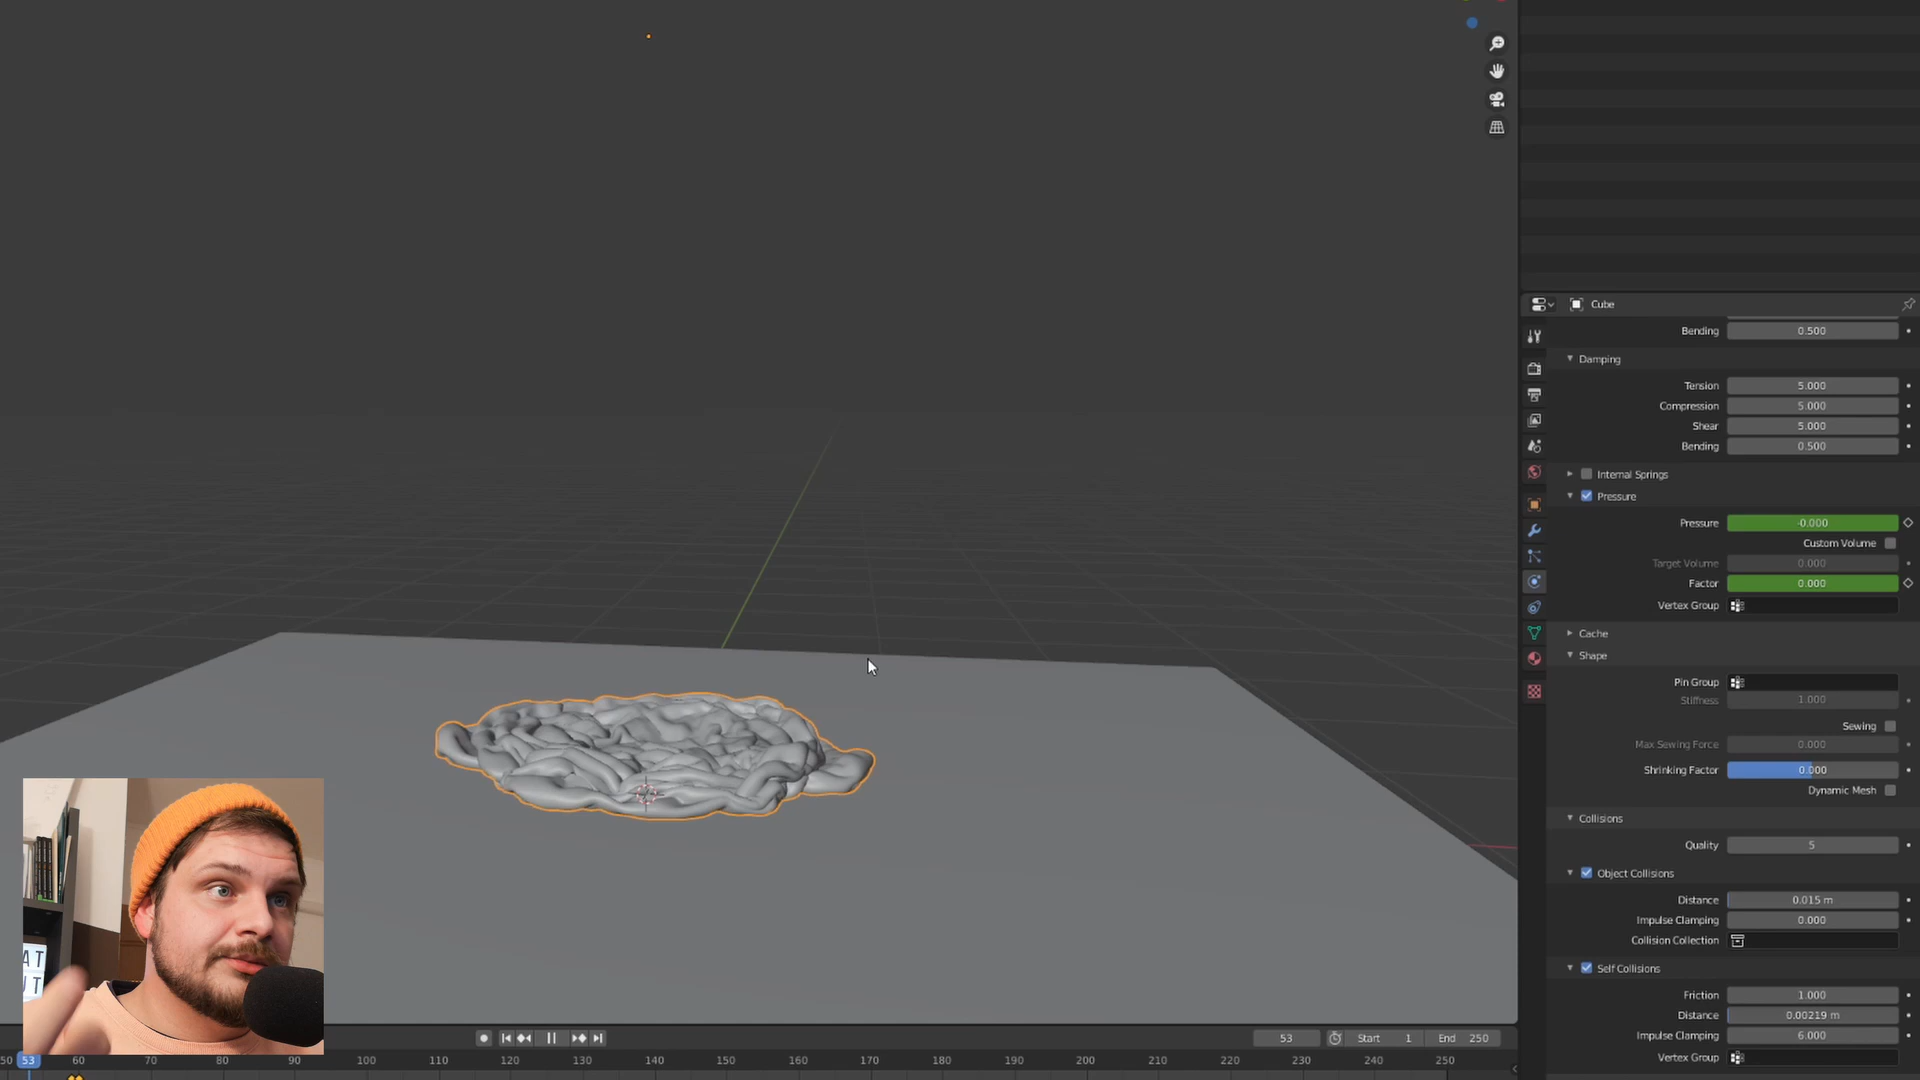 Cube
Bending 0.500
Damping
Tension 5.000
Compression 5.000
Shear 5.000
Bending 0.500
Internal Springs
Pressure
Pressure -0.000
Custom Volume
Target Volume 0.000
Factor 0.000
Vertex Group
Cache
Shape
Pin Group
Stiffness 1.000
Sewing
Max Sewing Force 0.000
Shrinking Factor 0.000
Dynamic Mesh
Collisions
Quality 5
Object Collisions
Distance 0.015 m
Impulse Clamping 0.000
Collision Collection
Self Collisions
Friction 1.000
Distance 0.00219 m
Impulse Clamping 6.000
Vertex Group
AT
UT
53 Start 1 End 250
50 53 60 70 80 90 100 110 120 130 140 150 160 170 180 190 200 210 220 230 240 250